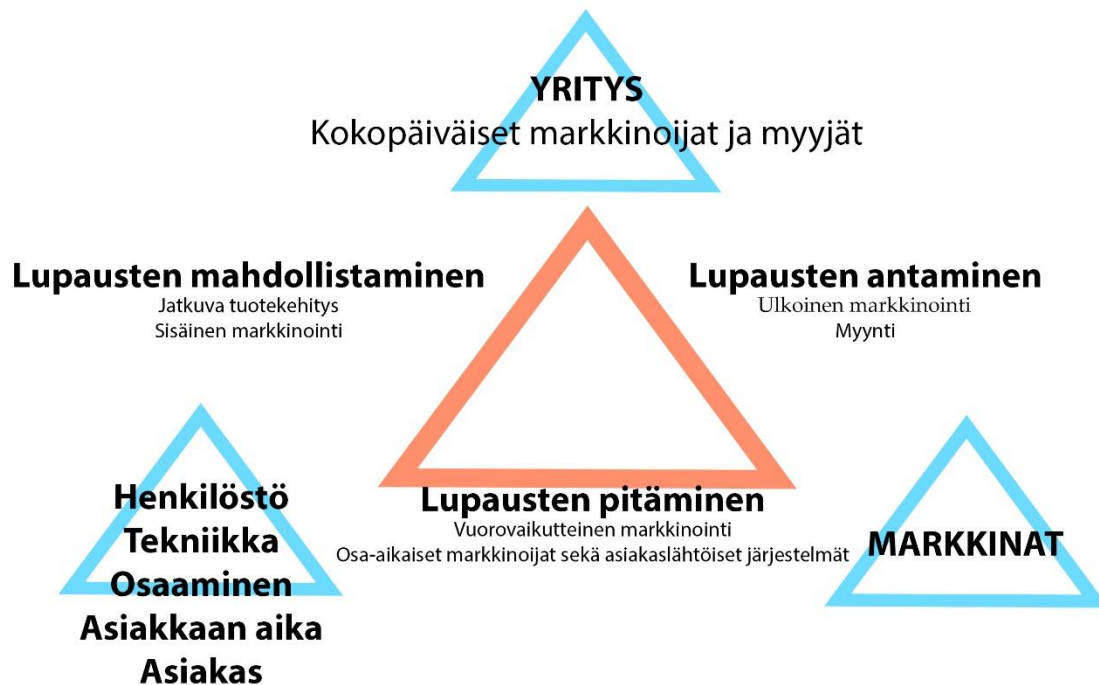 YRITYS
Kokopäiväiset markkinoijat ja myyjät
Lupausten mahdollistaminen
Jatkuva tuotekehitys
Sisäinen markkinointi
Lupausten antaminen
Ulkoinen markkinointi
Myynti
Lupausten pitäminen
Vuorovaikutteinen markkinointi
Osa-aikaiset markkinoijat sekä asiakaslähtöiset järjestelmät
Henkilöstö
Tekniikka
Osaaminen
Asiakkaan aika
Asiakas
MARKKINAT